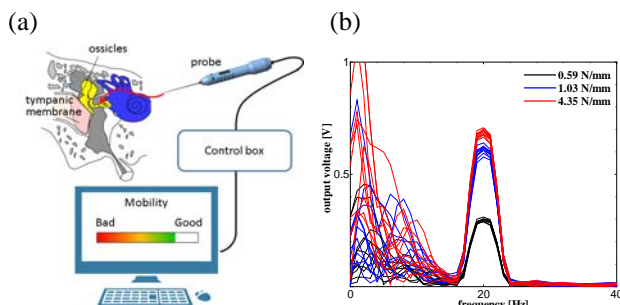 (a)
ossicles
probe
tympanic
membrane
Control box
Mobility
Bad Good
(b)
output voltage [V]
1
0.5
0 20 40
frequency [Hz]
0.59 N/mm
1.03 N/mm
4.35 N/mm